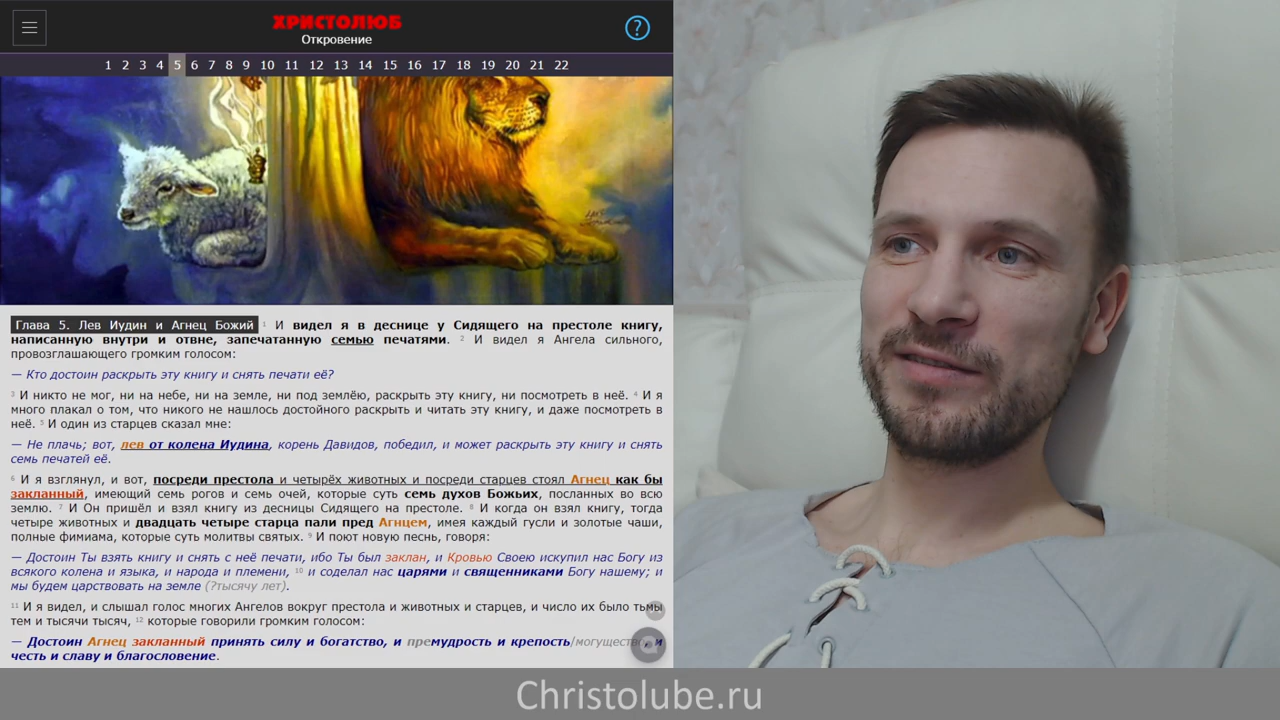 ХРИСТОЛЮБ
Откровение
?
1 2 3 4 5 6 7 8 9 10 11 12 13 14 15 16 17 18 19 20 21 22
Глава 5. Лев Иудин и Агнец Божий 1 И видел я в деснице у Сидящего на престоле книгу,
написанную внутри и отвне, запечатанную семью печатями. 2 И видел я Ангела сильного,
провозглашающего громким голосом:
— Кто достоин раскрыть эту книгу и снять печати её?
3 И никто не мог, ни на небе, ни на земле, ни под землёю, раскрыть эту книгу, ни посмотреть в неё. 4 И я
много плакал о том, что никого не нашлось достойного раскрыть и читать эту книгу, и даже посмотреть в
неё. 5 И один из старцев сказал мне:
— Не плачь; вот, лев от колена Иудина, корень Давидов, победил, и может раскрыть эту книгу и снять
семь печатей её.
6 И я взглянул, и вот, посреди престола и четырёх животных и посреди старцев стоял Агнец как бы
закланный, имеющий семь рогов и семь очей, которые суть семь духов Божьих, посланных во всю
землю. 7 И Он пришёл и взял книгу из десницы Сидящего на престоле. 8 И когда он взял книгу, тогда
четыре животных и двадцать четыре старца пали пред Агнцем, имея каждый гусли и золотые чаши,
полные фимиама, которые суть молитвы святых. 9 И поют новую песнь, говоря:
— Достоин Ты взять книгу и снять с неё печати, ибо Ты был заклан, и Кровью Своею искупил нас Богу из
всякого колена и языка, и народа и племени, 10 и соделал нас царями и священниками Богу нашему; и
мы будем царствовать на земле (?тысячу лет).
11 И я видел, и слышал голос многих Ангелов вокруг престола и животных и старцев, и число их было тьмы
тем и тысячи тысяч, 12 которые говорили громким голосом:
— Достоин Агнец закланный принять силу и богатство, и премудрость и крепость/могущество, и
честь и славу и благословение.
Christolube.ru